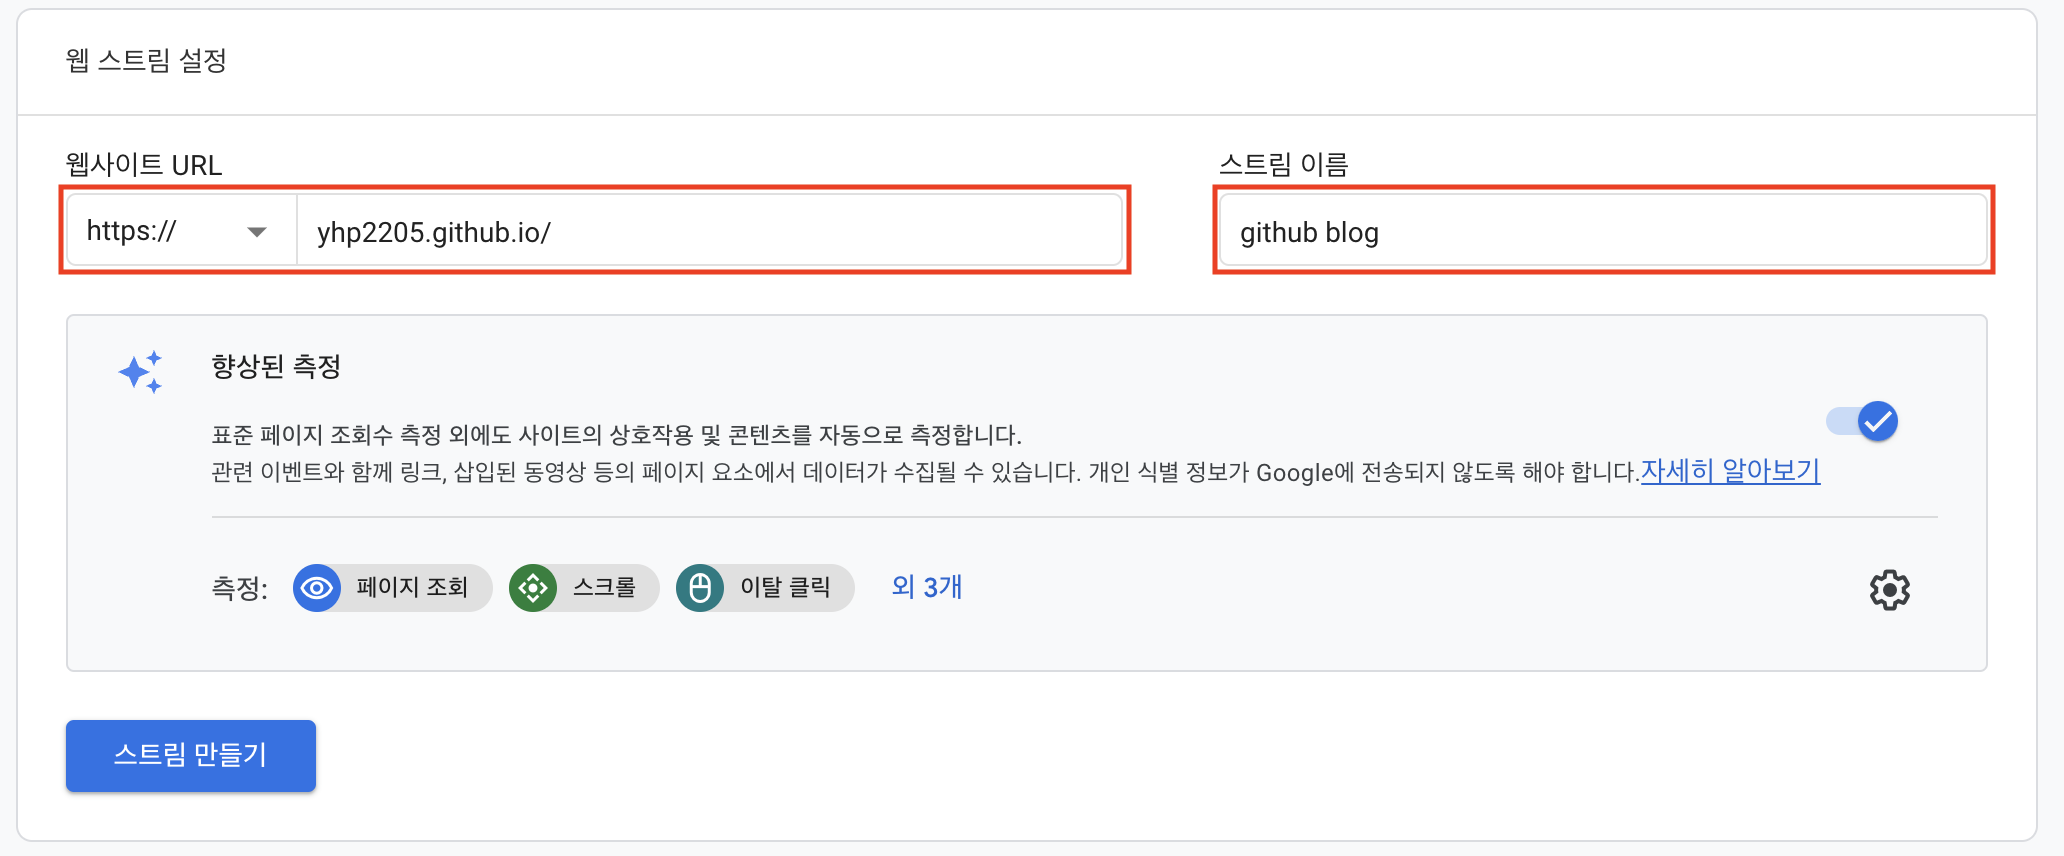 웹 스트림 설정
웹사이트 URL
스트림 이름
https://
yhp2205.github.io/
github blog
향상된 측정
표준 페이지 조회수 측정 외에도 사이트의 상호작용 및 콘텐츠를 자동으로 측정합니다.
관련 이벤트와 함께 링크, 삽입된 동영상 등의 페이지 요소에서 데이터가 수집될 수 있습니다. 개인 식별 정보가 Google에 전송되지 않도록 해야 합니다.자세히 알아보기
측정: 페이지 조회 스크롤 이탈 클릭 외 3개
스트림 만들기